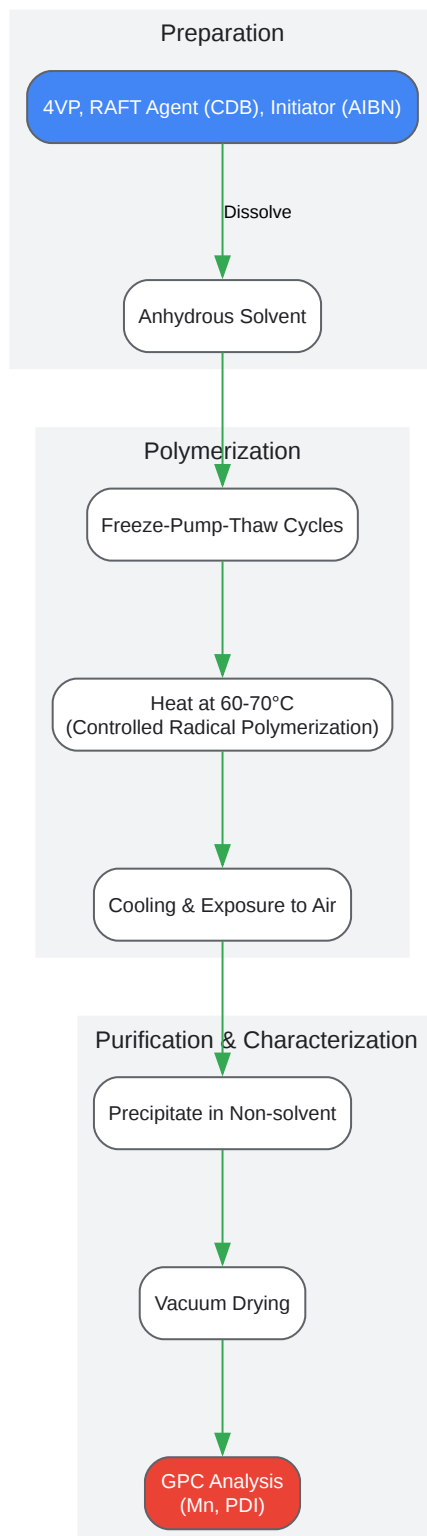 Preparation
4VP, RAFT Agent (CDB), Initiator (AIBN)
Dissolve
Anhydrous Solvent
Polymerization
Freeze-Pump-Thaw Cycles
Heat at 60-70°C
(Controlled Radical Polymerization)
Cooling & Exposure to Air
Purification & Characterization
Precipitate in Non-solvent
Vacuum Drying
GPC Analysis
(Mn, PDI)